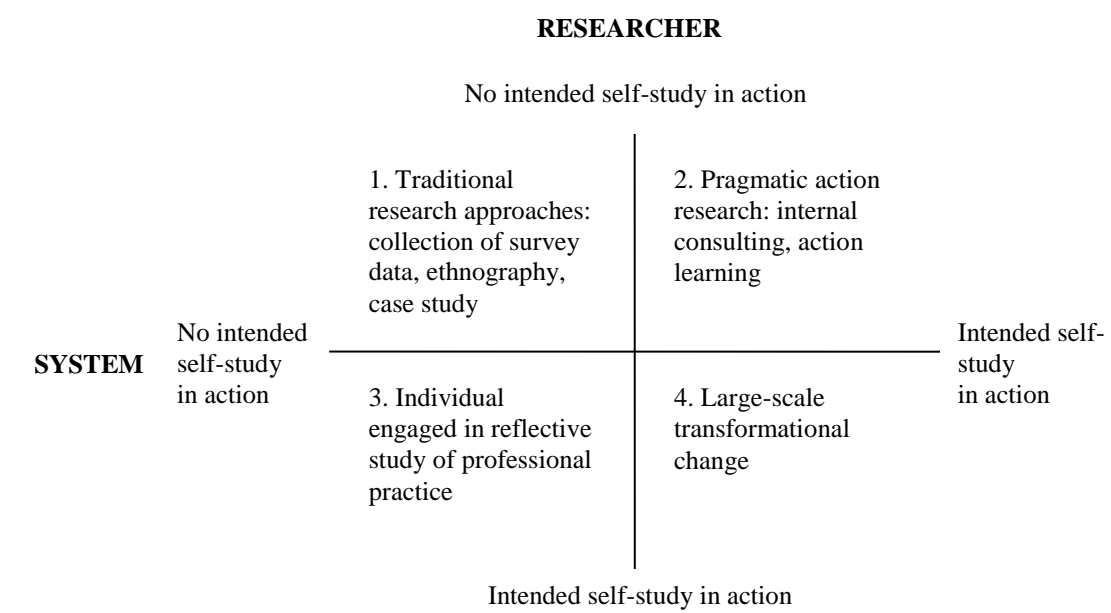 RESEARCHER
No intended self-study in action
1. Traditional
research approaches:
collection of survey
data, ethnography,
case study
2. Pragmatic action
research: internal
consulting, action
learning
SYSTEM
No intended
self-study
in action
Intended self-
study
in action
3. Individual
engaged in reflective
study of professional
practice
4. Large-scale
transformational
change
Intended self-study in action